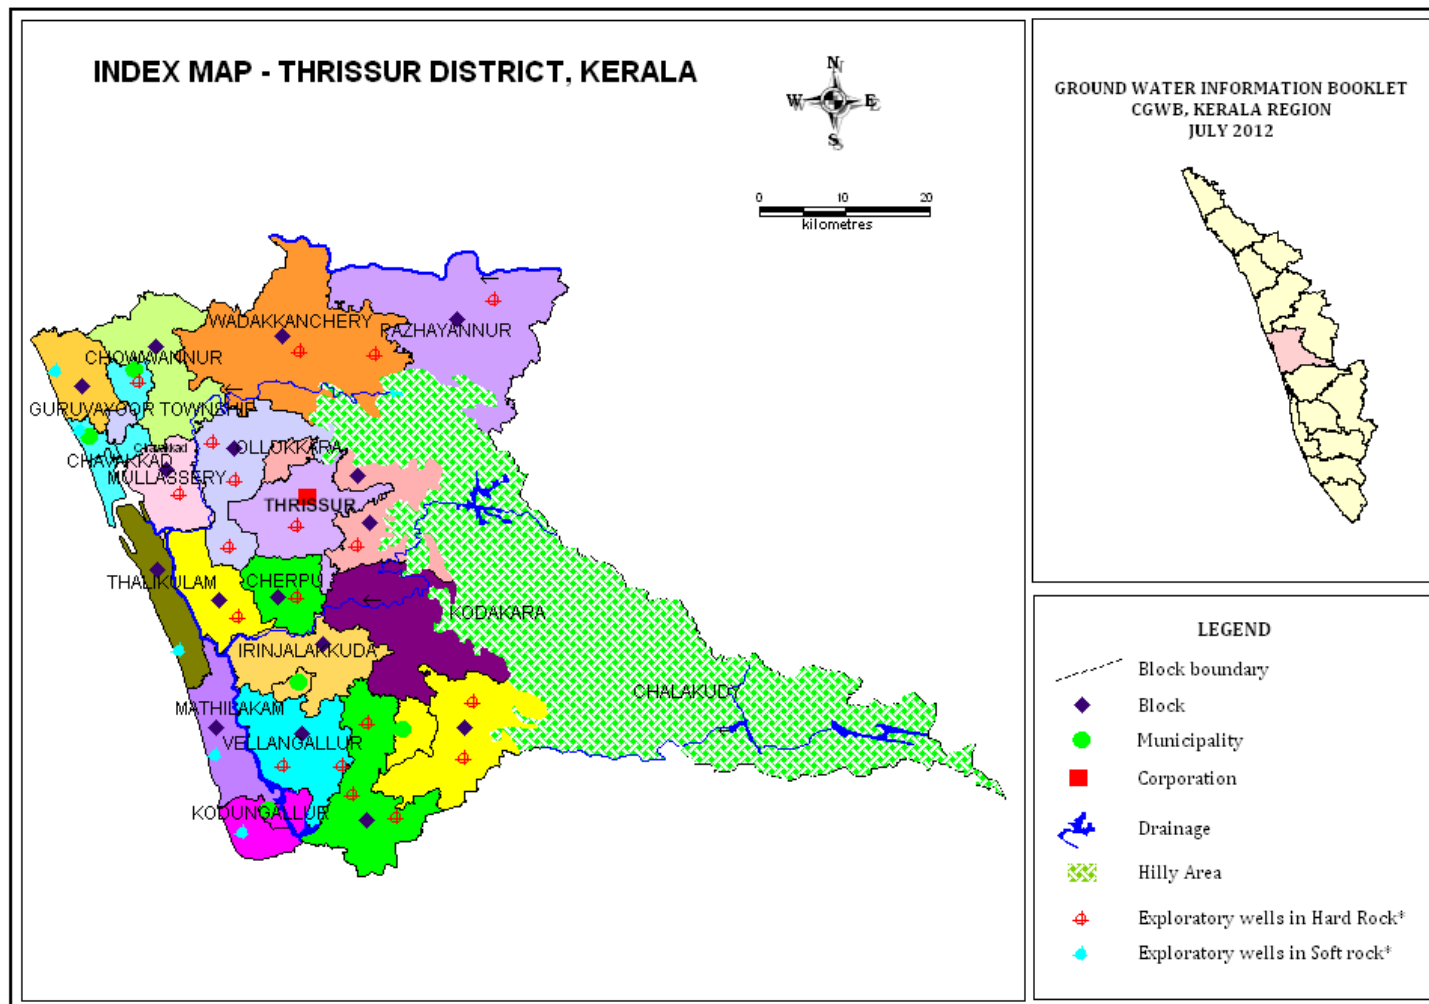 INDEX MAP - THRISSUR DISTRICT, KERALA
N
W E
S
0 10 20
kilometres
WADAKKANCHERY
PAZHAYANNUR
CHOWWANNUR
GURUVAYOOR TOWNSHIP
OLLUKKARA
CHAVAKKAD
MULLASSERY
THRISSUR
THALIKULAM
CHERPU
KODAKARA
IRINJALAKKUDA
CHALAKUDY
MATHILAKAM
VELLANGALLUR
KODUNGALLUR
GROUND WATER INFORMATION BOOKLET
CGWB, KERALA REGION
JULY 2012
LEGEND
Block boundary
Block
Municipality
Corporation
Drainage
Hilly Area
Exploratory wells in Hard Rock*
Exploratory wells in Soft rock*